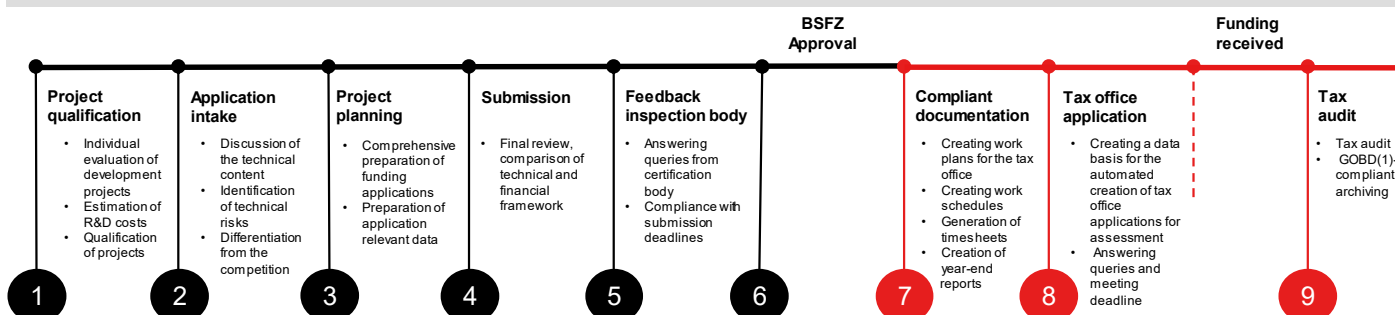 BSFZ
Approval
Funding
received
Project
qualification
• Individual
evaluation of
development
projects
• Estimation of
R&D costs
• Qualification
of projects
Application
intake
• Discussion of
the technical
content
• Identification
of technical
risks
• Differentiation
from the
competition
Project
planning
• Comprehensive
preparation of
funding
applications
• Preparation of
application
relevant data
Submission
• Final review,
comparison of
technical and
financial
framework
Feedback
inspection body
• Answering
queries from
certification
body
• Compliance with
submission
deadlines
Compliant
documentation
• Creating work
plans for the tax
office
• Creating work
schedules
• Generation of
timesheets
• Creation of
year-end
reports
Tax office
application
• Creating a data
basis for the
automated
creation of tax
office
applications for
assessment
• Answering
queries and
meeting
deadline
Tax
audit
• Tax audit
• GOBD(1)-
compliant
archiving
1
2
3
4
5
6
7
8
9